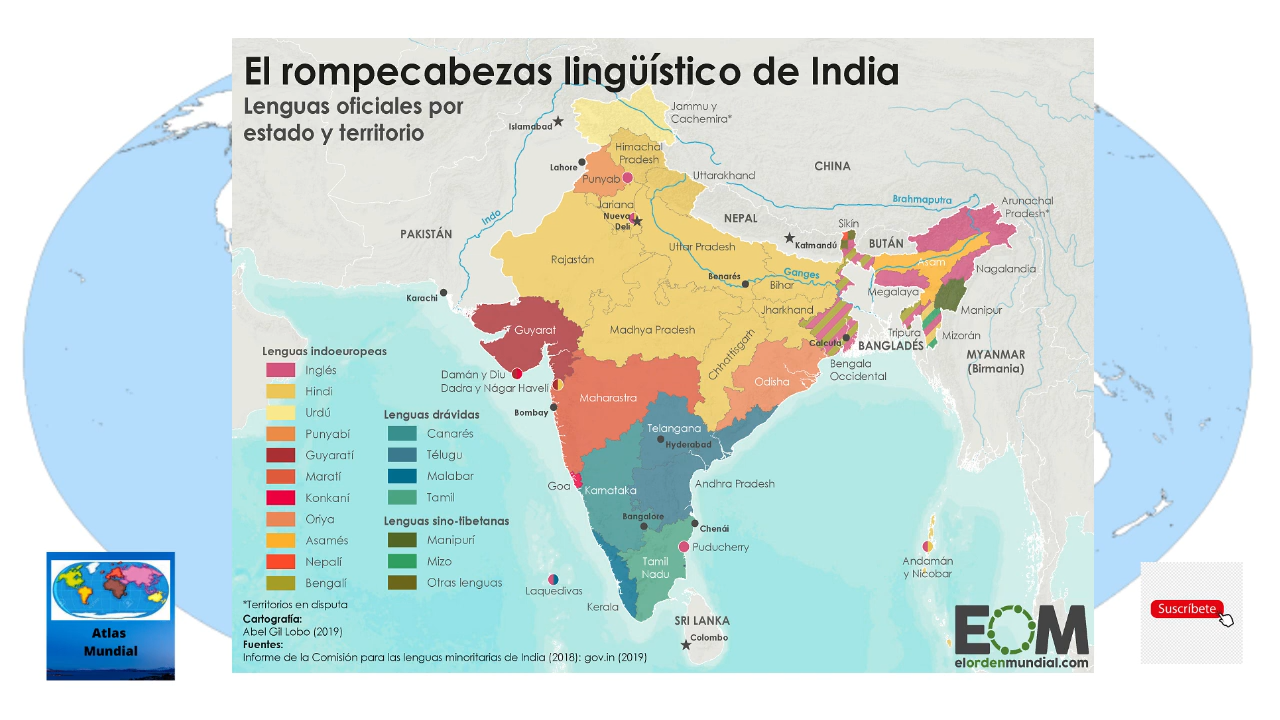 El rompecabezas lingüístico de India
Lenguas oficiales por
estado y territorio
Jammu y
Cachemira*
Islamabad
Himachal
Pradesh
Lahore
Punyab
Uttarakhand
CHINA
Jariana
Nueva
Deli
Brahmaputra
Arunachal
Pradesh*
Indo
NEPAL
Sikín
PAKISTÁN
Katmandú
BUTÁN
Uttar Pradesh
Rajastán
Asam
Nagalandia
Benarés
Ganges
Bihar
Megalaya
Karachi
Jharkhand
Manipur
Guyarat
Madhya Pradesh
Tripura
Mizorán
Calcuta
BANGLADÉS
Chhattisgarh
MYANMAR
(Birmania)
Bengala
Occidental
Damán y Diu
Dadra y Nágar Haveli
Odisha
Maharastra
Bombay
Telangana
Hyderabad
Goa
Karnataka
Andhra Pradesh
Bangalore
Chenái
Puducherry
Tamil
Nadu
Andamán
y Nicobar
Laquedivas
Kerala
SRI LANKA
Colombo
Lenguas indoeuropeas
Inglés
Hindi
Urdú
Punyabí
Guyaratí
Maratí
Konkaní
Oriya
Asamés
Nepalí
Bengalí
Lenguas drávidas
Canarés
Télugu
Malabar
Tamil
Lenguas sino-tibetanas
Manipurí
Mizo
Otras lenguas
*Territorios en disputa
Cartografía:
Abel Gil Lobo (2019)
Fuentes:
Informe de la Comisión para las lenguas minoritarias de India (2018); gov.in (2019)
EOM
elordenmundial.com
Atlas
Mundial
Suscríbete